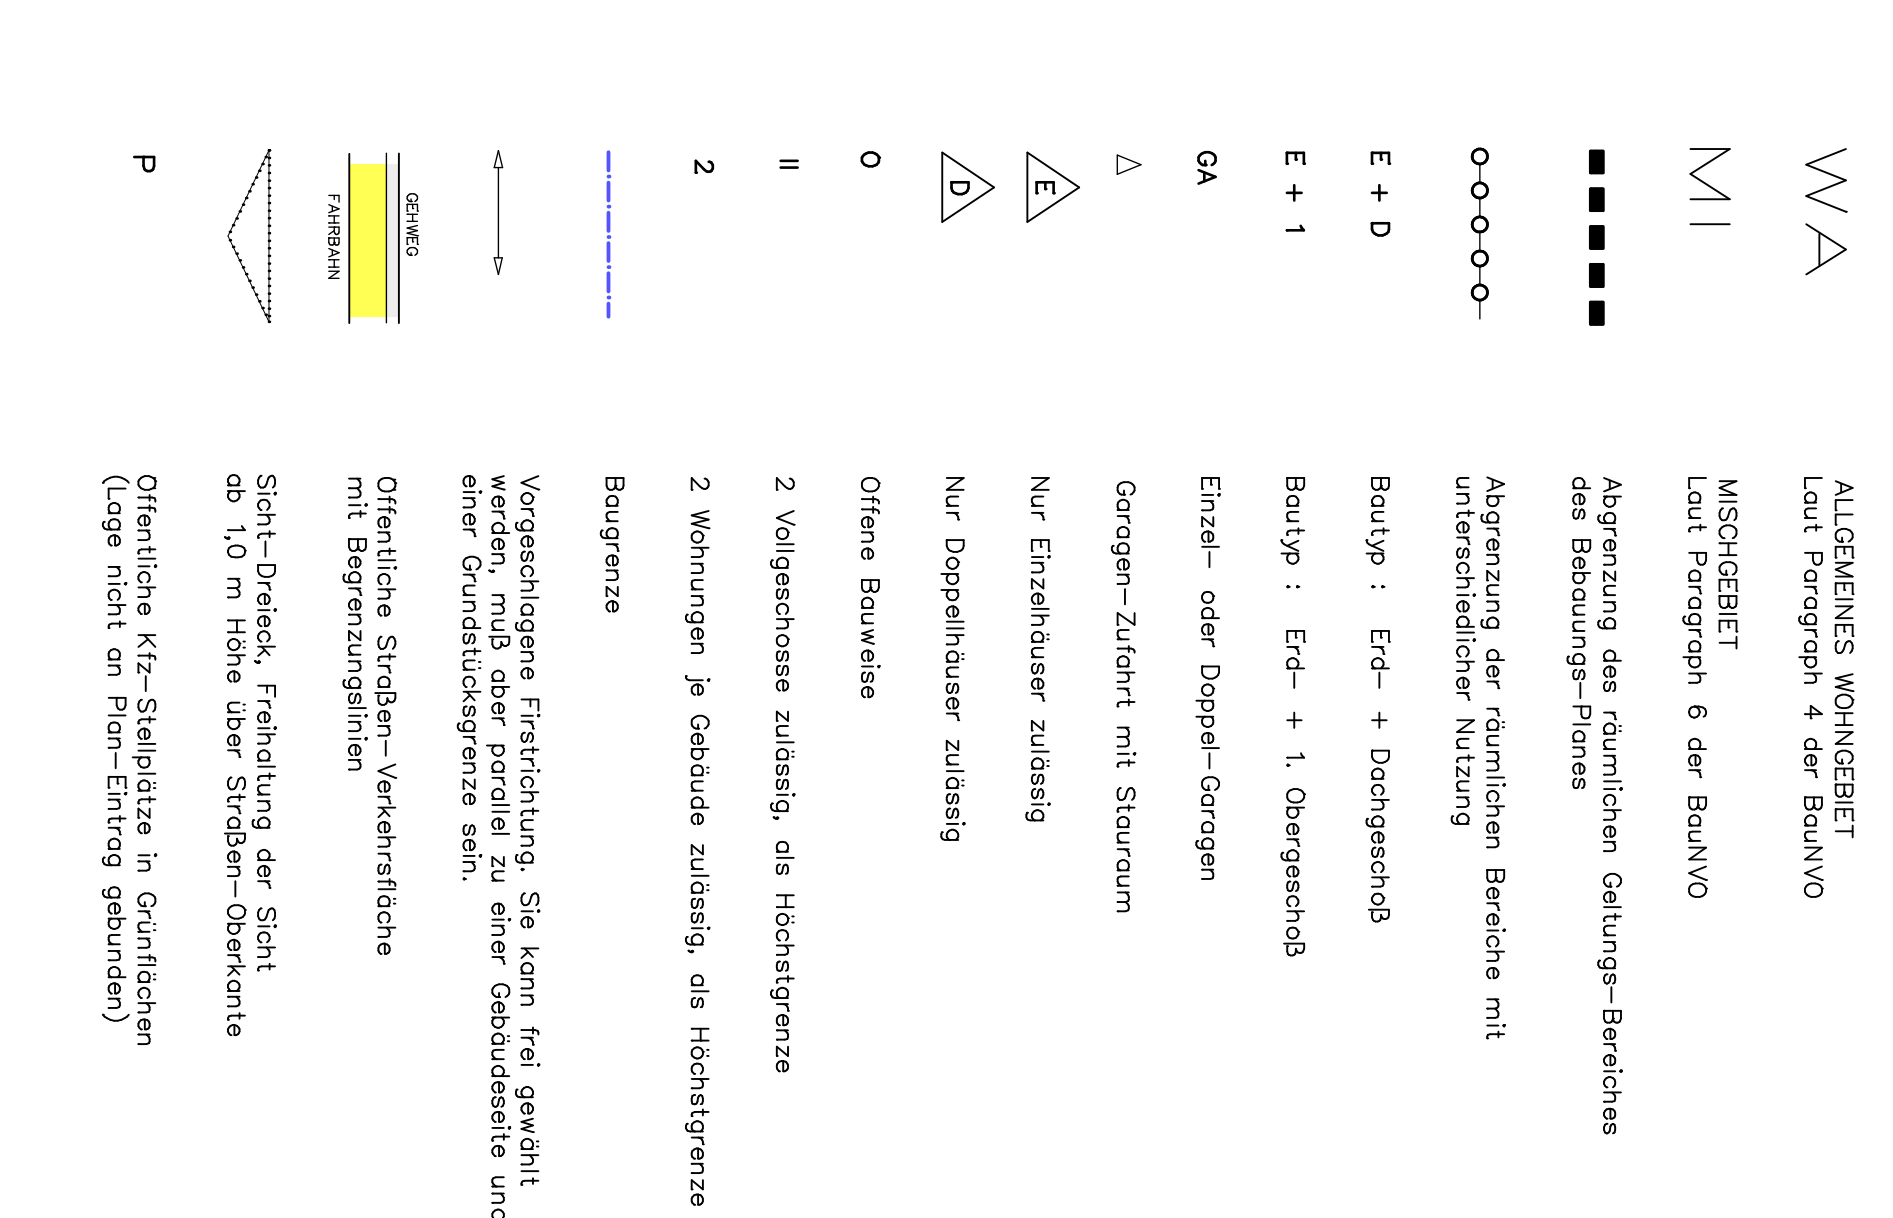 WA
ALLGEMEINES WOHNGEBIET
Laut Paragraph 4 der BauNVO
MI
MISCHGEBIET
Laut Paragraph 6 der BauNVO
Abgrenzung des räumlichen Geltungs-Bereiches
des Bebauungs-Planes
Abgrenzung der räumlichen Bereiche mit
unterschiedlicher Nutzung
E + D
Bautyp : Erd- + Dachgeschoß
E + 1
Bautyp : Erd- + 1. Obergeschoß
GA
Einzel- oder Doppel-Garagen
Garagen-Zufahrt mit Stauraum
E
Nur Einzelhäuser zulässig
D
Nur Doppelhäuser zulässig
O
Offene Bauweise
II
2 Vollgeschosse zulässig, als Höchstgrenze
2
2 Wohnungen je Gebäude zulässig, als Höchstgrenze
Baugrenze
Vorgeschlagene Firstrichtung. Sie kann frei gewählt
werden, muß aber parallel zu einer Gebäudeseite und
einer Grundstücksgrenze sein.
GEHWEG
FAHRBAHN
Öffentliche Straßen-Verkehrsfläche
mit Begrenzungslinien
Sicht-Dreieck, Freihaltung der Sicht
ab 1,0 m Höhe über Straßen-Oberkante
P
Öffentliche Kfz-Stellplätze in Grünflächen
(Lage nicht an Plan-Eintrag gebunden)